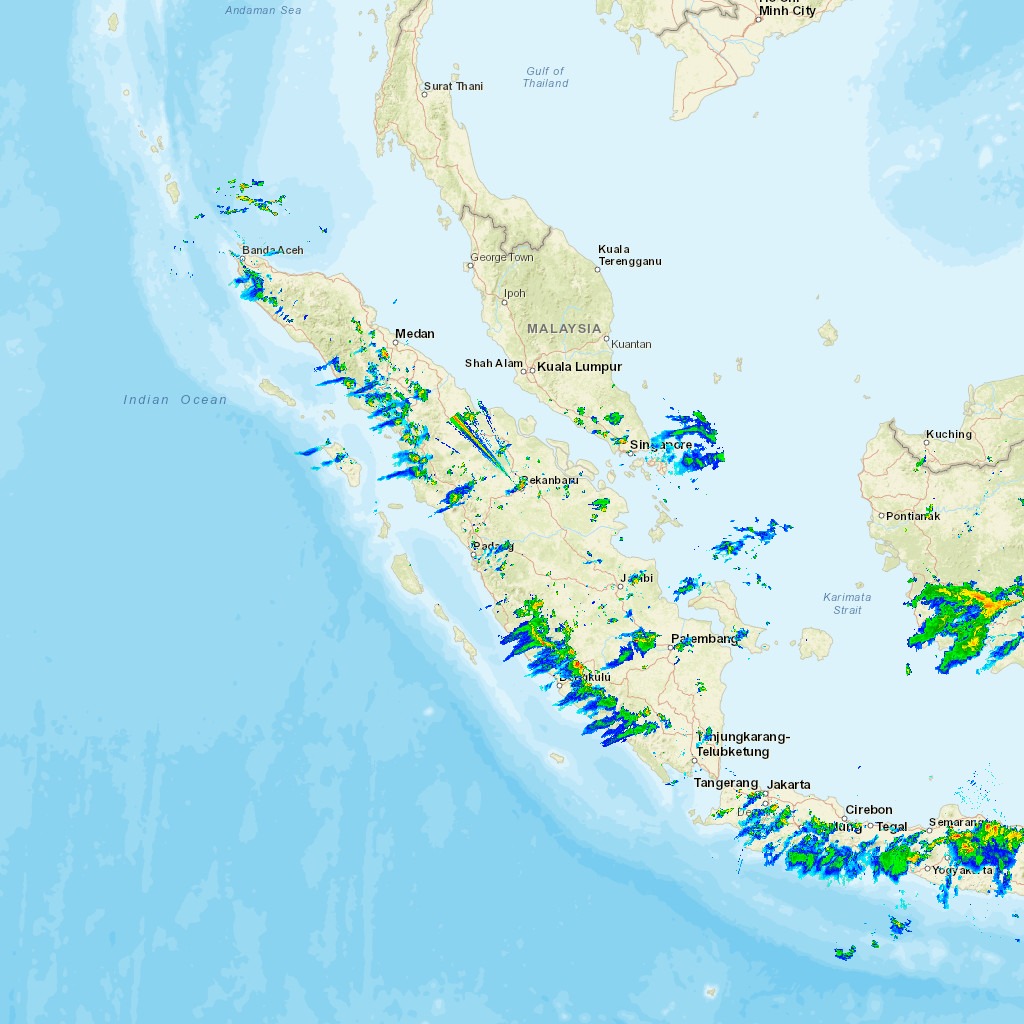 Andaman Sea
Minh City
Gulf of
Thailand
Surat Thani
Banda Aceh
George Town
Kuala
Terengganu
Ipoh
MALAYSIA
Medan
Kuantan
Shah Alam
Kuala Lumpur
Indian Ocean
Kuching
Singapore
Pekanbaru
Pontianak
Padang
Jambi
Karimata
Strait
Palembang
Bengkulu
Tanjungkarang-
Telubketung
Tangerang
Jakarta
Cirebon
Tegal
Semarang
Yogyakarta